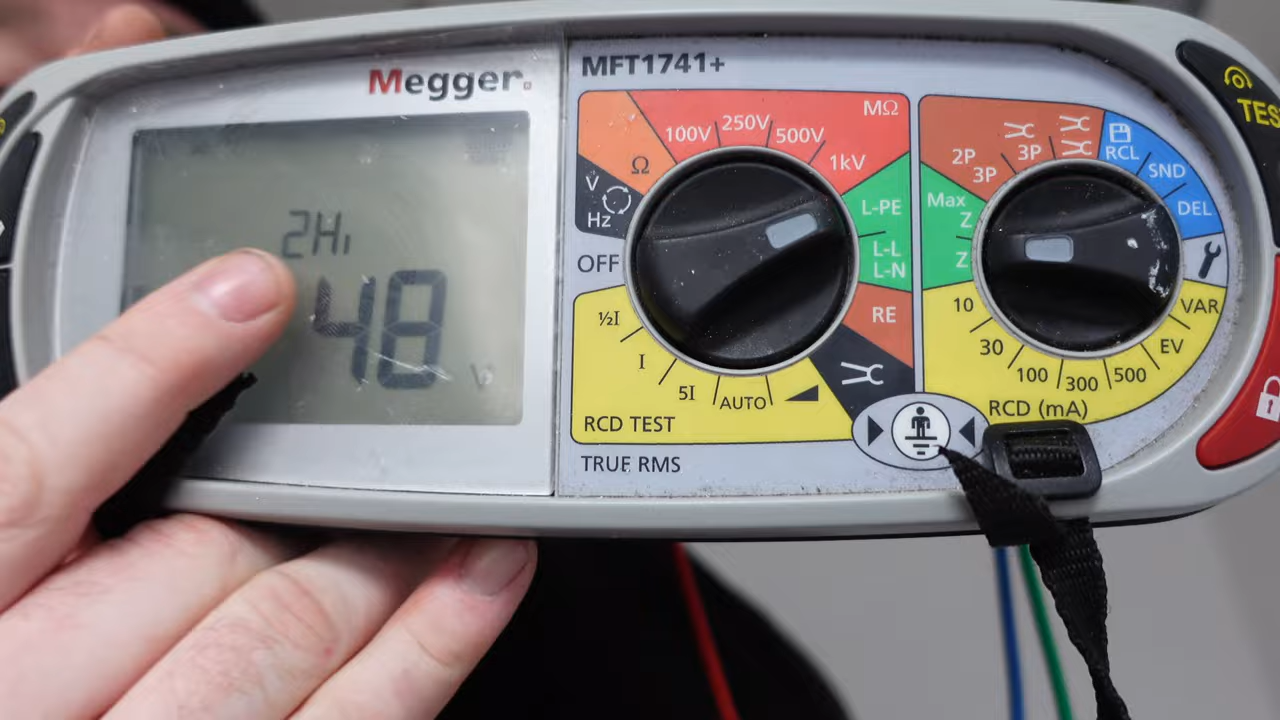 Megger.
MFT1741+
2Hi
48
V
MΩ
100V
250V
500V
1kV
Ω
V
Hz
OFF
L-PE
L-L
L-N
RE
½I
I
5I
AUTO
RCD TEST
TRUE RMS
2P
3P
3P
RCL
SND
DEL
Max
Z
Z
10
30
100
300
500
EV
VAR
RCD (mA)